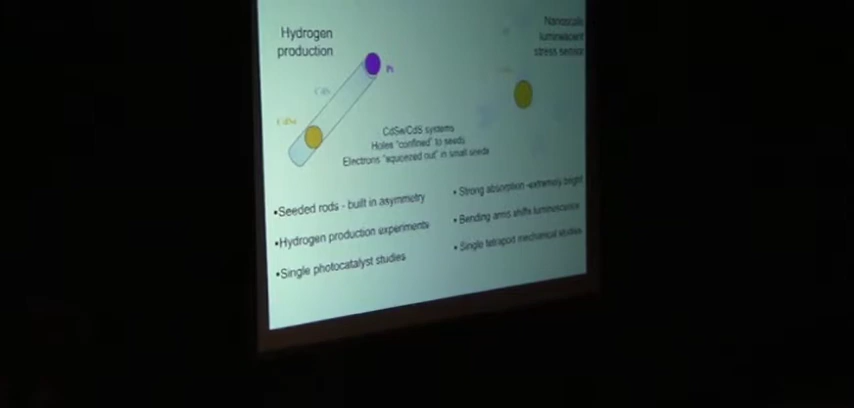 Hydrogen
production
Nanoscale
luminescent
stress sensor
Pt
CdS
CdSe
CdSe/CdS systems
Holes "confined" to seeds
Electrons "squeezed out" in small seeds
•Seeded rods - built in asymmetry
•Hydrogen production experiments
•Single photocatalyst studies
• Strong absorption -extremely bright
• Bending arms shifts luminescence
• Single tetrapod mechanical studies